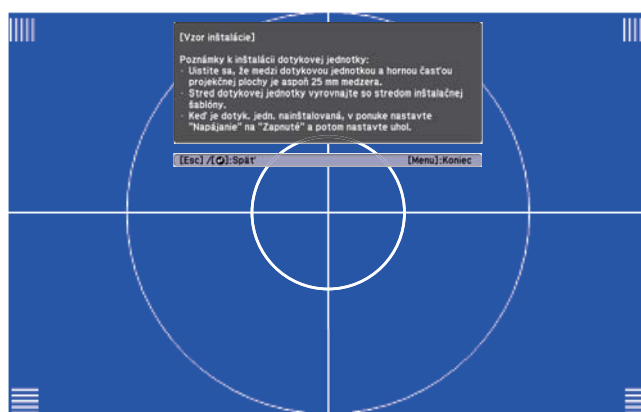 [Vzor inštalácie]
Poznámky k inštalácii dotykovej jednotky:
· Uistite sa, že medzi dotykovou jednotkou a hornou časťou
projekčnej plochy je aspoň 25 mm medzera.
· Stred dotykovej jednotky vyrovnajte so stredom inštalačnej
šablóny.
· Keď je dotyk. jedn. nainštalovaná, v ponuke nastavte
"Napájanie" na "Zapnuté" a potom nastavte uhol.
[Esc] /[⮌]:Späť [Menu]:Koniec